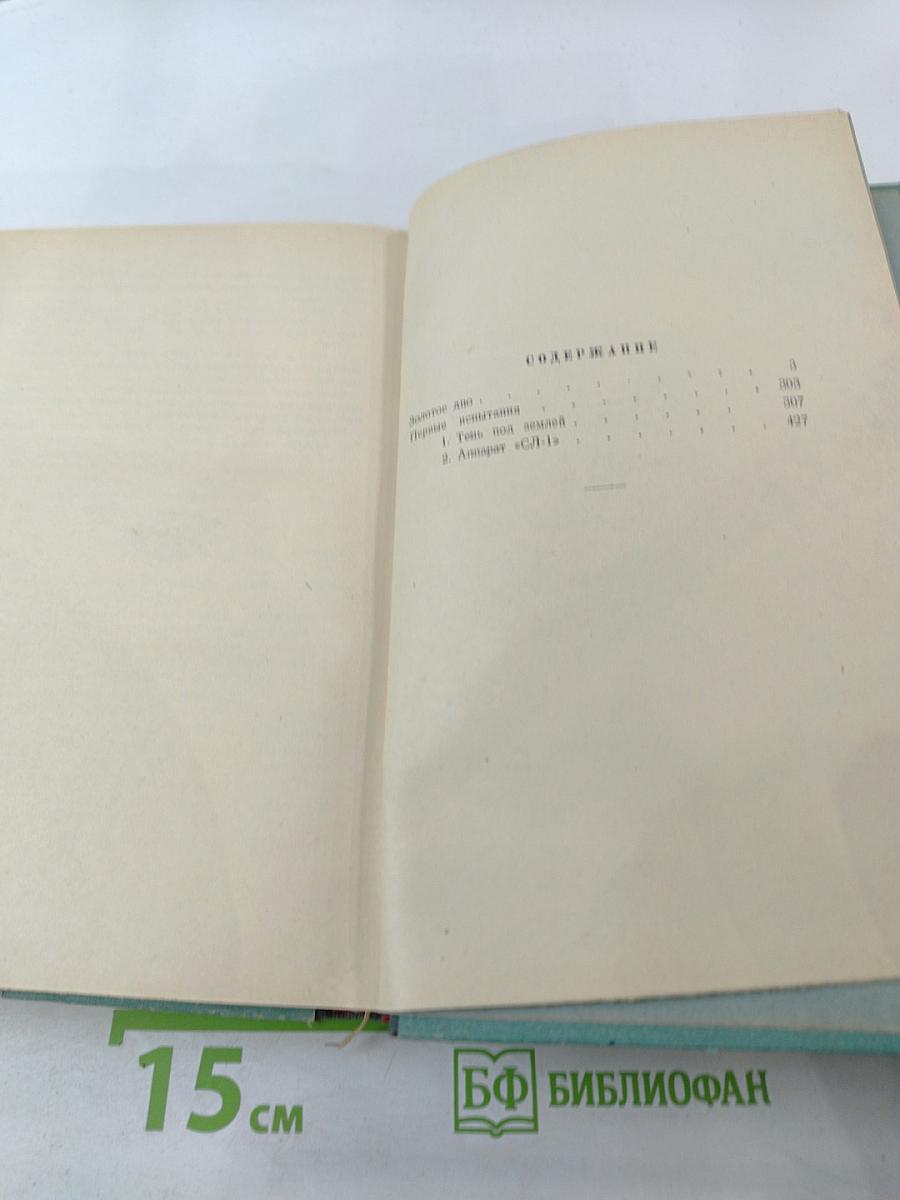 СОДЕРЖАНИЕ
Золотое дно . . . . . . . . . . 3
Первые испытания . . . . . . . . 303
1. Тень под землей . . . . . . . 307
2. Аппарат «СЛ-1» . . . . . . . . 427
15 см
БФ БИБЛИОФАН